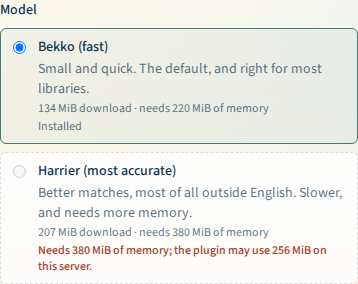 Model
Bekko (fast)
Small and quick. The default, and right for most
libraries.
134 MiB download · needs 220 MiB of memory
Installed
Harrier (most accurate)
Better matches, most of all outside English. Slower,
and needs more memory.
207 MiB download · needs 380 MiB of memory
Needs 380 MiB of memory; the plugin may use 256 MiB on
this server.